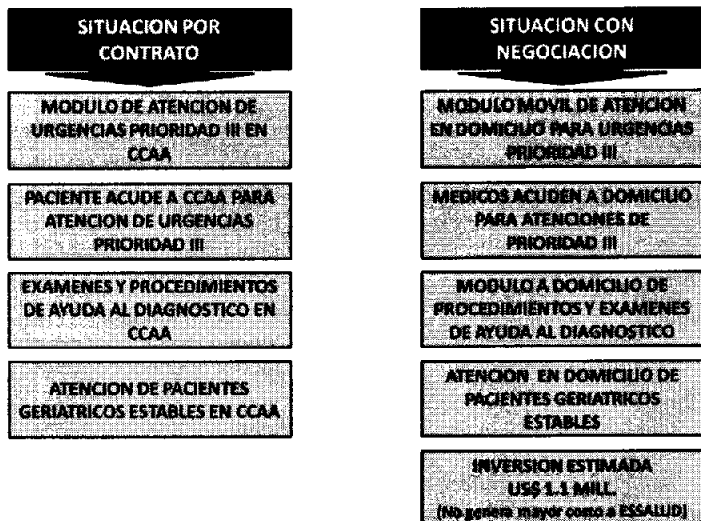 SITUACION POR
CONTRATO
MODULO DE ATENCION DE
URGENCIAS PRIORIDAD III EN
CCAA
PACIENTE ACUDE A CCAA PARA
ATENCION DE URGENCIAS
PRIORIDAD III
EXAMENES Y PROCEDIMIENTOS
DE AYUDA AL DIAGNOSTICO EN
CCAA
ATENCION DE PACIENTES
GERIATRICOS ESTABLES EN CCAA
SITUACION CON
NEGOCIACION
MODULO MOVIL DE ATENCION
EN DOMICILIO PARA URGENCIAS
PRIORIDAD III
MEDICOS ACUDEN A DOMICILIO
PARA ATENCIONES DE
PRIORIDAD III
MODULO A DOMICILIO DE
PROCEDIMIENTOS Y EXAMENES
DE AYUDA AL DIAGNOSTICO
ATENCION EN DOMICILIO DE
PACIENTES GERIATRICOS
ESTABLES
INVERSION ESTIMADA
US$ 1.1 MILL.
(No genera mayor costo a ESSALUD)